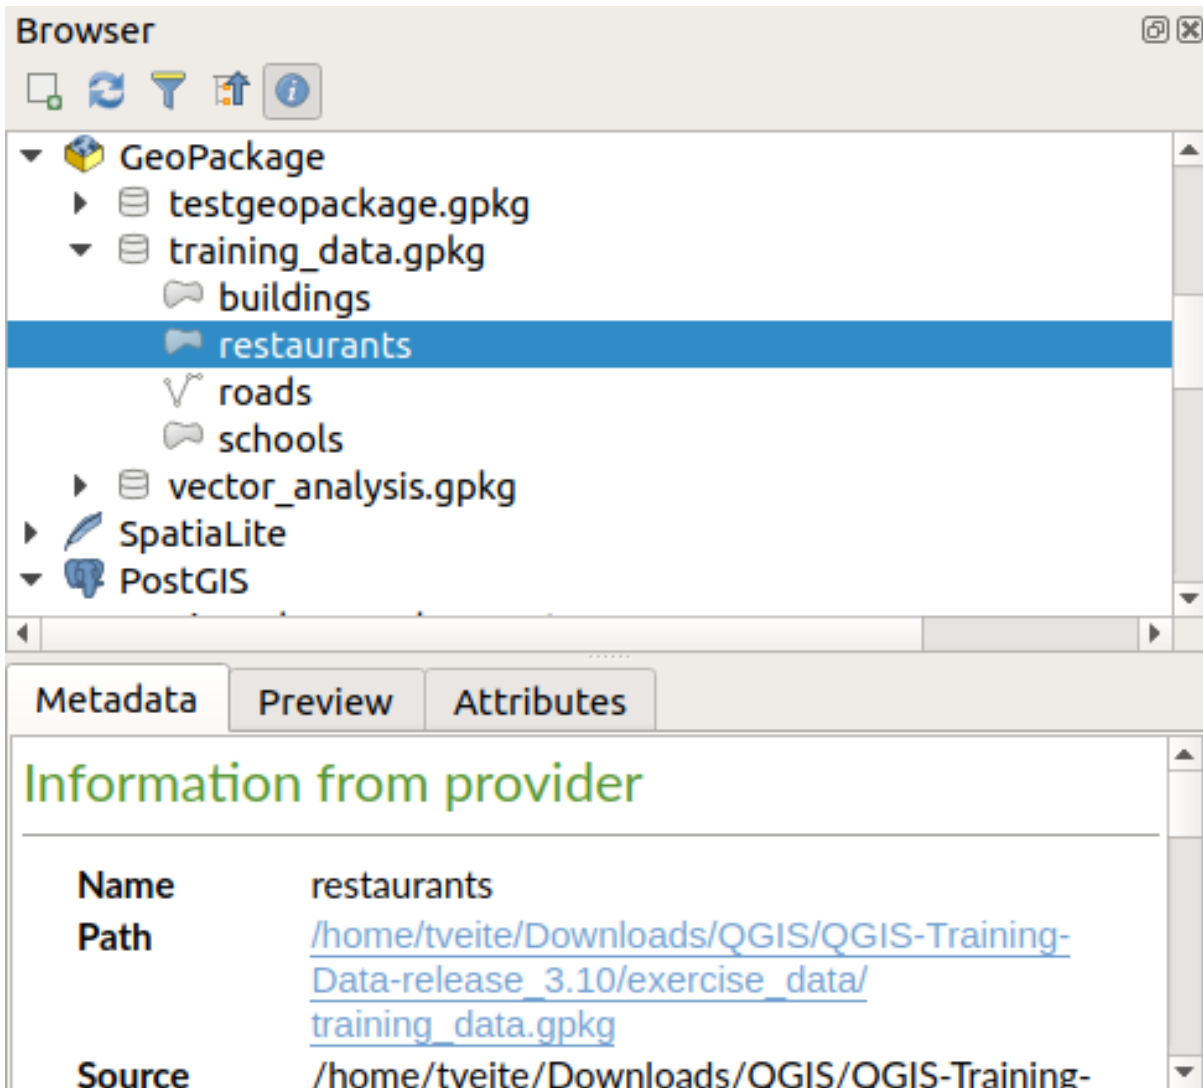 Browser
GeoPackage
testgeopackage.gpkg
training_data.gpkg
buildings
restaurants
roads
schools
vector_analysis.gpkg
SpatiaLite
PostGIS
Metadata Preview Attributes
Information from provider
Name restaurants
Path /home/tveite/Downloads/QGIS/QGIS-Training-
Data-release_3.10/exercise_data/
training_data.gpkg
Source /home/tveite/Downloads/QGIS/QGIS-Training-